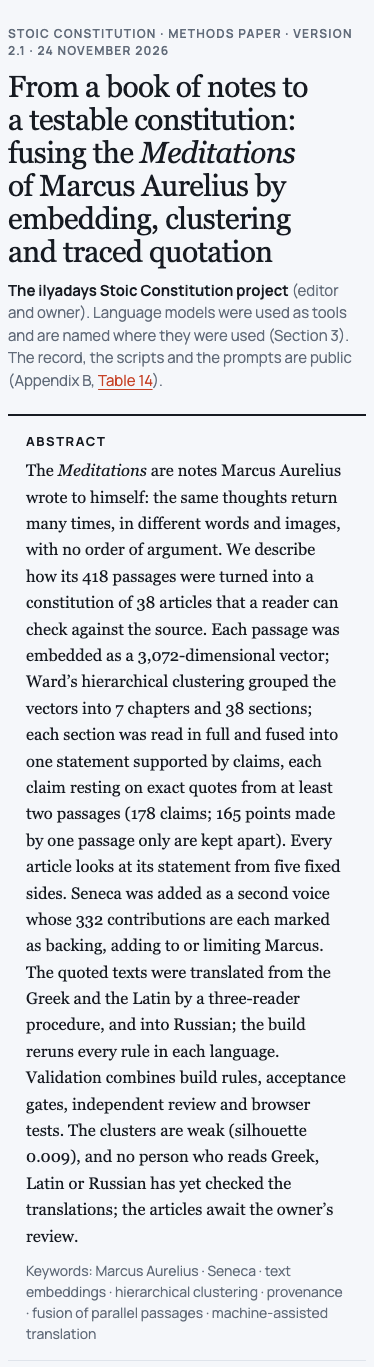 STOIC CONSTITUTION · METHODS PAPER · VERSION
2.1 · 24 NOVEMBER 2026
From a book of notes to
a testable constitution:
fusing the Meditations
of Marcus Aurelius by
embedding, clustering
and traced quotation
The ilyadays Stoic Constitution project (editor
and owner). Language models were used as tools
and are named where they were used (Section 3).
The record, the scripts and the prompts are public
(Appendix B, Table 14).
ABSTRACT
The Meditations are notes Marcus Aurelius
wrote to himself: the same thoughts return
many times, in different words and images,
with no order of argument. We describe
how its 418 passages were turned into a
constitution of 38 articles that a reader can
check against the source. Each passage was
embedded as a 3,072-dimensional vector;
Ward’s hierarchical clustering grouped the
vectors into 7 chapters and 38 sections;
each section was read in full and fused into
one statement supported by claims, each
claim resting on exact quotes from at least
two passages (178 claims; 165 points made
by one passage only are kept apart). Every
article looks at its statement from five fixed
sides. Seneca was added as a second voice
whose 332 contributions are each marked
as backing, adding to or limiting Marcus.
The quoted texts were translated from the
Greek and the Latin by a three-reader
procedure, and into Russian; the build
reruns every rule in each language.
Validation combines build rules, acceptance
gates, independent review and browser
tests. The clusters are weak (silhouette
0.009), and no person who reads Greek,
Latin or Russian has yet checked the
translations; the articles await the owner’s
review.
Keywords: Marcus Aurelius · Seneca · text
embeddings · hierarchical clustering · provenance
· fusion of parallel passages · machine-assisted
translation